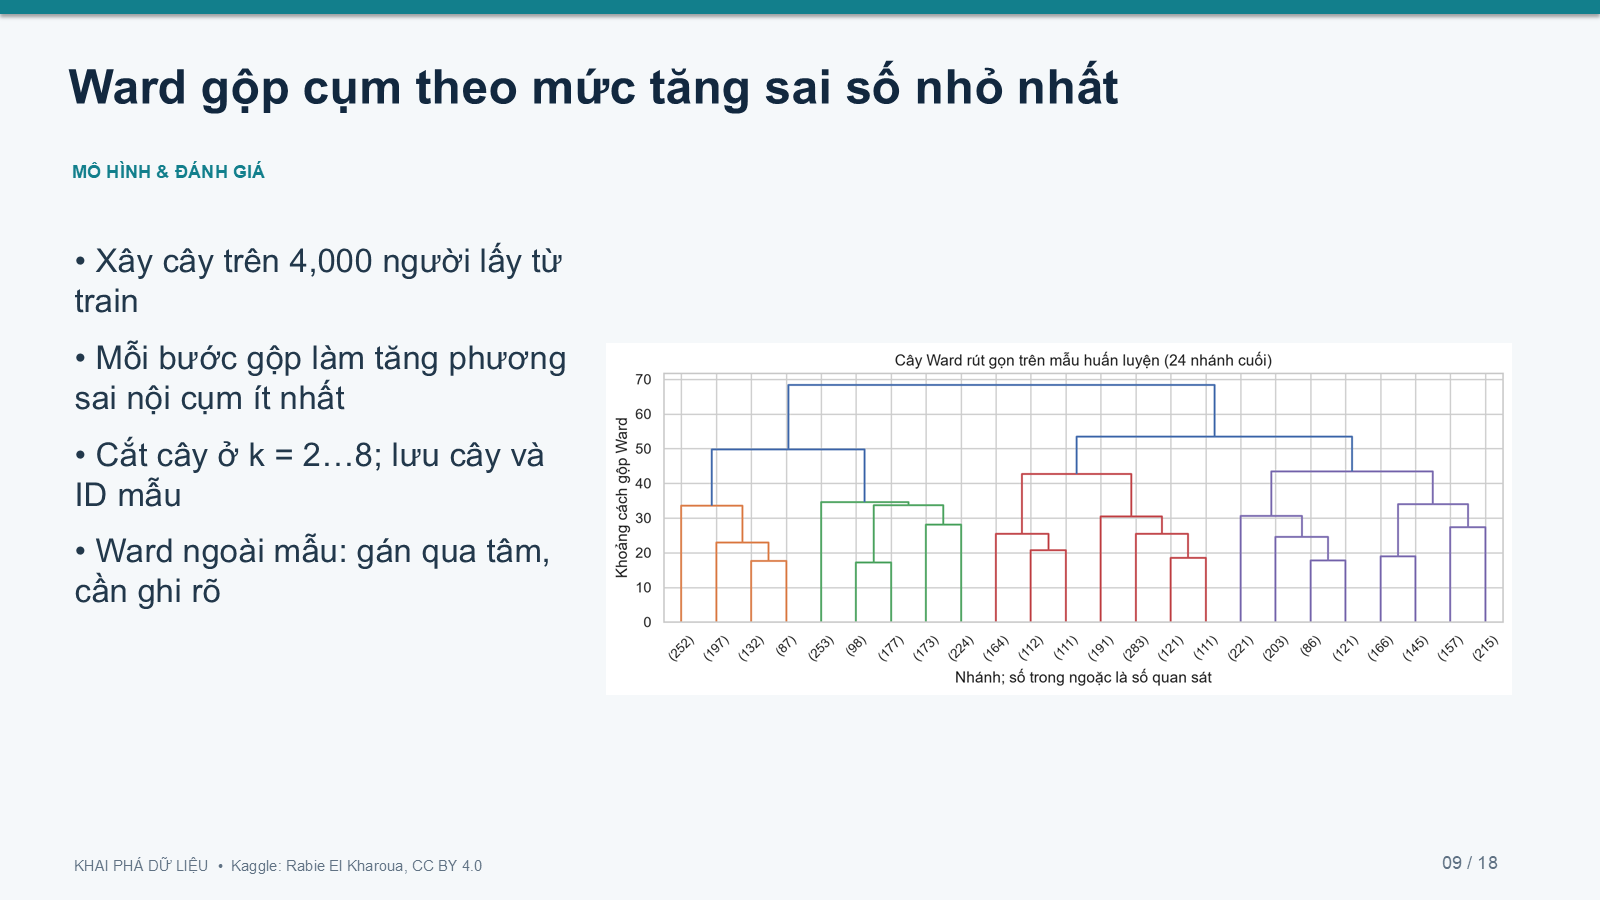 Ward gộp cụm theo mức tăng sai số nhỏ nhất
MÔ HÌNH & ĐÁNH GIÁ
• Xây cây trên 4,000 người lấy từ
train
• Mỗi bước gộp làm tăng phương
sai nội cụm ít nhất
• Cắt cây ở k = 2…8; lưu cây và
ID mẫu
• Ward ngoài mẫu: gán qua tâm,
cần ghi rõ
Cây Ward rút gọn trên mẫu huấn luyện (24 nhánh cuối)
Khoảng cách gộp Ward
70
60
50
40
30
20
10
0
(252) (197) (132) (87) (253) (98) (177) (173) (224) (164) (112) (111) (191) (283) (121) (111) (221) (203) (86) (121) (166) (145) (157) (215)
Nhánh; số trong ngoặc là số quan sát
KHAI PHÁ DỮ LIỆU • Kaggle: Rabie El Kharoua, CC BY 4.0
09 / 18